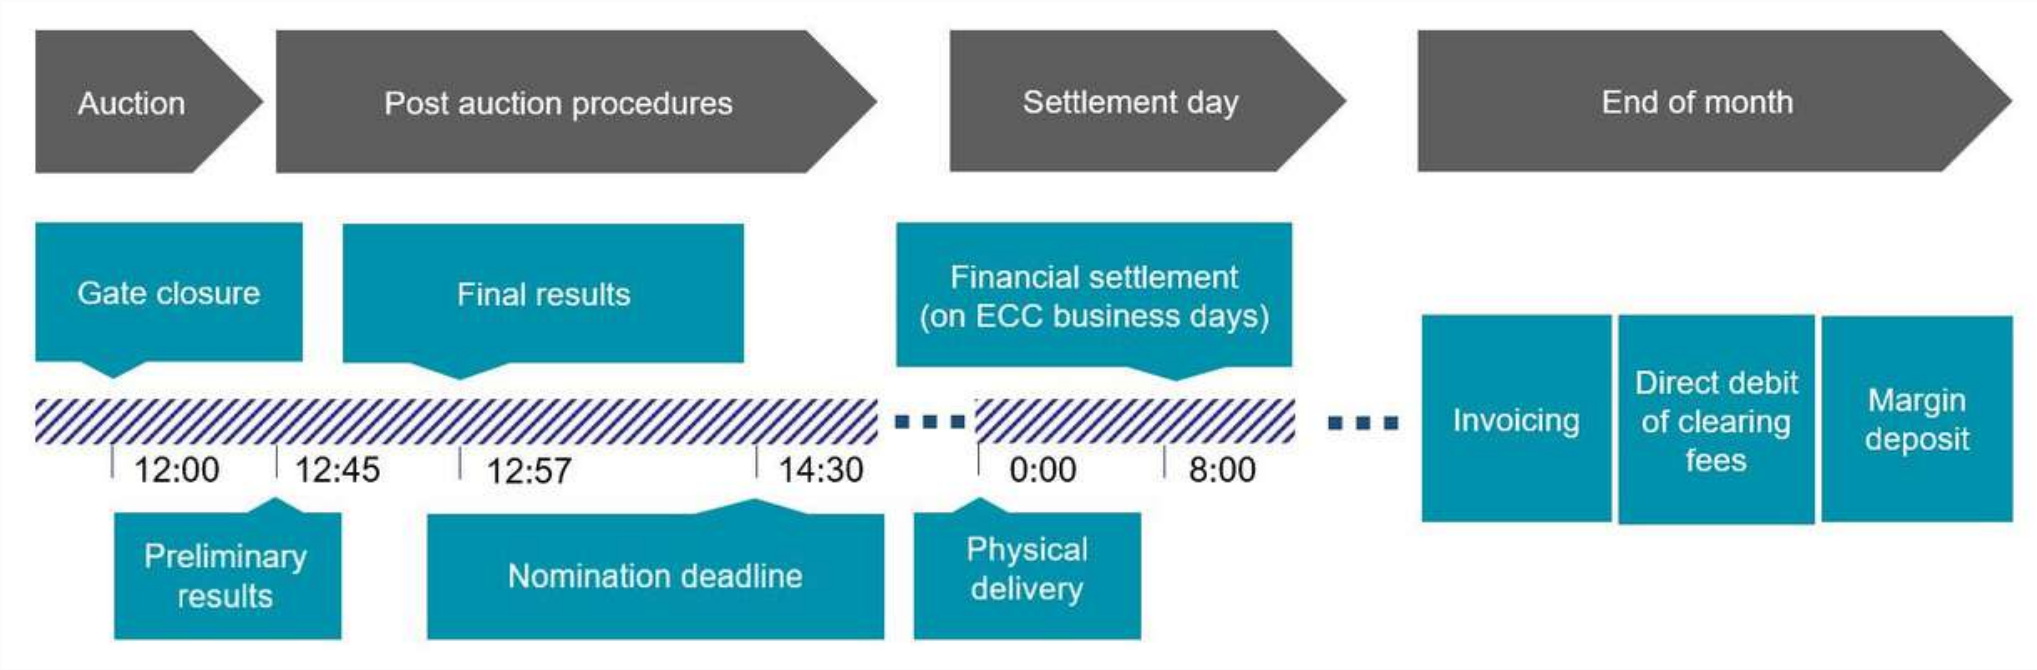 Auction
Post auction procedures
Settlement day
End of month
Gate closure
Final results
Financial settlement
(on ECC business days)
12:00
12:45
12:57
14:30
0:00
8:00
Preliminary
results
Nomination deadline
Physical
delivery
Invoicing
Direct debit
of clearing
fees
Margin
deposit